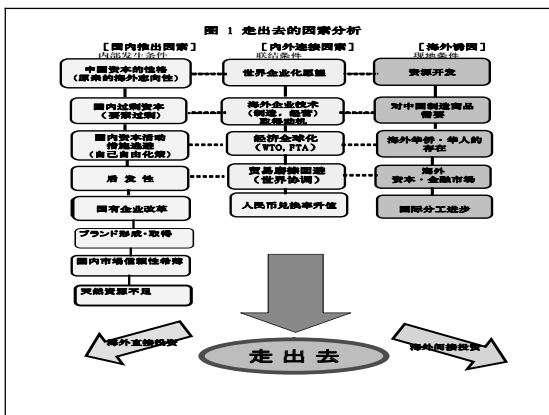 图 1 走出去的因素分析
[国内推出因素]
内部发生条件
中国资本的性格
(原来的海外志向性)
国内过剩资本
(要素过剩)
国内资本活动
措施逃避
(自己自由化策)
后发性
国有企业改革
ブランド形成・取得
国内市场信赖性希薄
天然资源不足
[内外连接因素]
联结条件
世界企业化愿能
海外企业技术
(制造，经营)
取得动机
经济全球化
(WTO, FTA)
贸易磨擦回避
(世界协调)
人民币兑换率升值
[海外诱因]
现地条件
资源开发
对中国制造商品
需要
海外华侨・华人的
存在
海外
资本・金融市场
国际分工进步
海外直接投资
走出去
海外间接投资